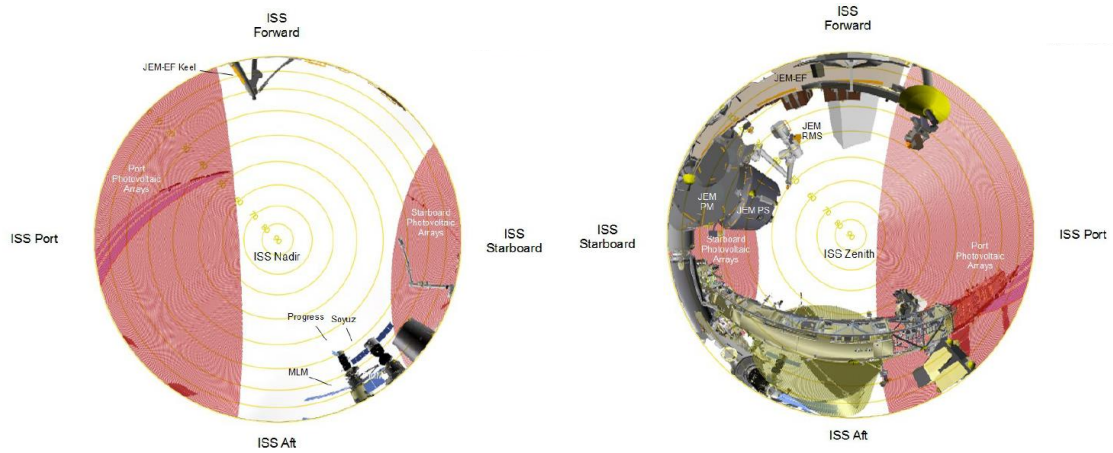 ISS
Forward
JEM-EF Keel
Port
Photovoltaic
Arrays
ISS Port
Starboard
Photovoltaic
Arrays
ISS
Starboard
ISS Nadir
Progress
Soyuz
MLM
ISS Aft
ISS
Forward
JEM-EF
JEM
RMS
JEM
PM
JEM PS
ISS
Starboard
Starboard
Photovoltaic
Arrays
ISS Zenith
Port
Photovoltaic
Arrays
ISS Port
ISS Aft